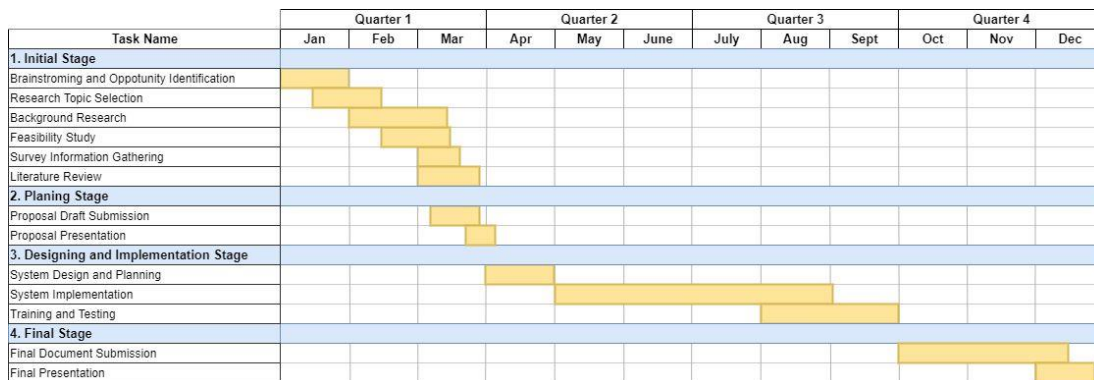 Quarter 1 Quarter 2 Quarter 3 Quarter 4
Task Name Jan Feb Mar Apr May June July Aug Sept Oct Nov Dec
1. Initial Stage
Brainstroming and Oppotunity Identification
Research Topic Selection
Background Research
Feasibility Study
Survey Information Gathering
Literature Review
2. Planing Stage
Proposal Draft Submission
Proposal Presentation
3. Designing and Implementation Stage
System Design and Planning
System Implementation
Training and Testing
4. Final Stage
Final Document Submission
Final Presentation